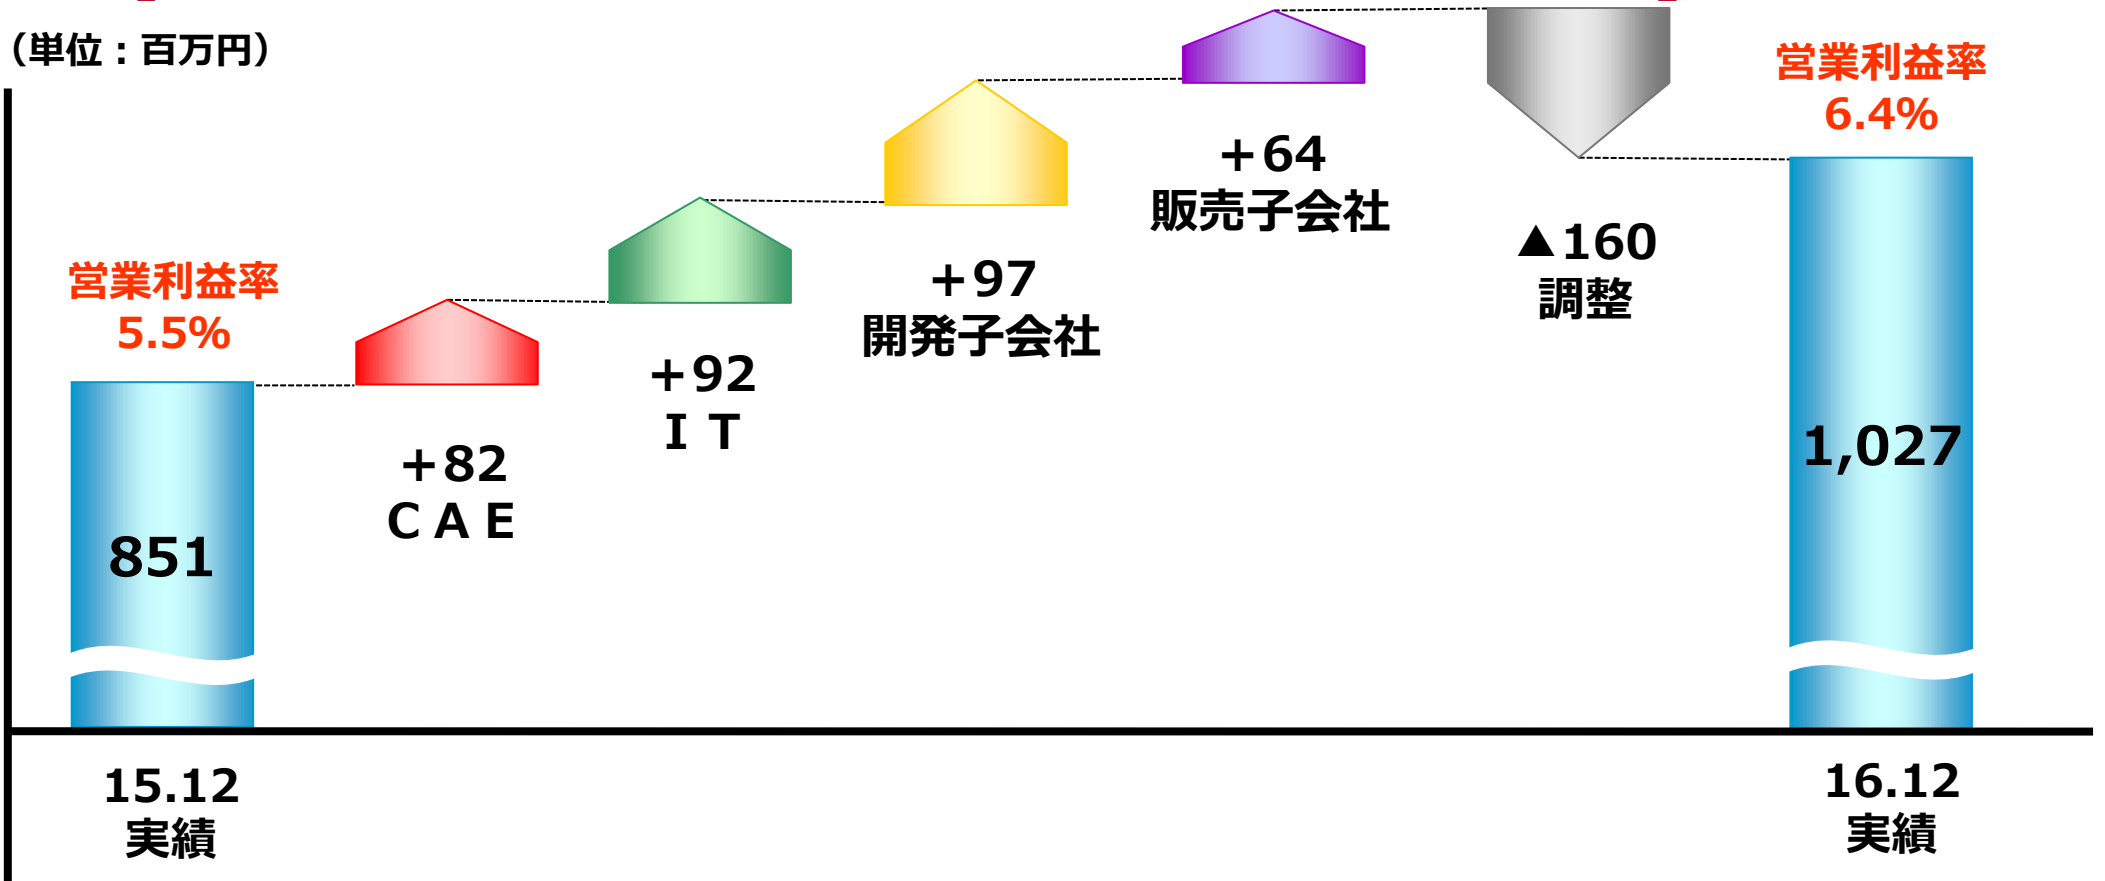 （単位：百万円）
営業利益率
5.5%
851
+82
ＣＡＥ
+92
ＩＴ
+97
開発子会社
+64
販売子会社
▲160
調整
営業利益率
6.4%
1,027
15.12
実績
16.12
実績